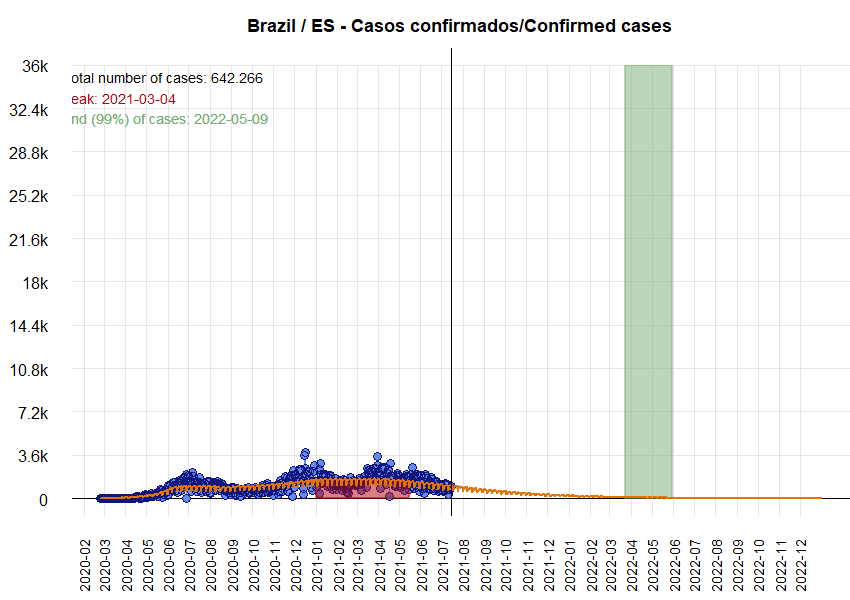 Brazil / ES - Casos confirmados/Confirmed cases
36k
32.4k
28.8k
25.2k
21.6k
18k
14.4k
10.8k
7.2k
3.6k
0
otal number of cases: 642.266
eak: 2021-03-04
nd (99%) of cases: 2022-05-09
2020-02
2020-03
2020-04
2020-05
2020-06
2020-07
2020-08
2020-09
2020-10
2020-11
2020-12
2021-01
2021-02
2021-03
2021-04
2021-05
2021-06
2021-07
2021-08
2021-09
2021-10
2021-11
2021-12
2022-01
2022-02
2022-03
2022-04
2022-05
2022-06
2022-07
2022-08
2022-09
2022-10
2022-11
2022-12